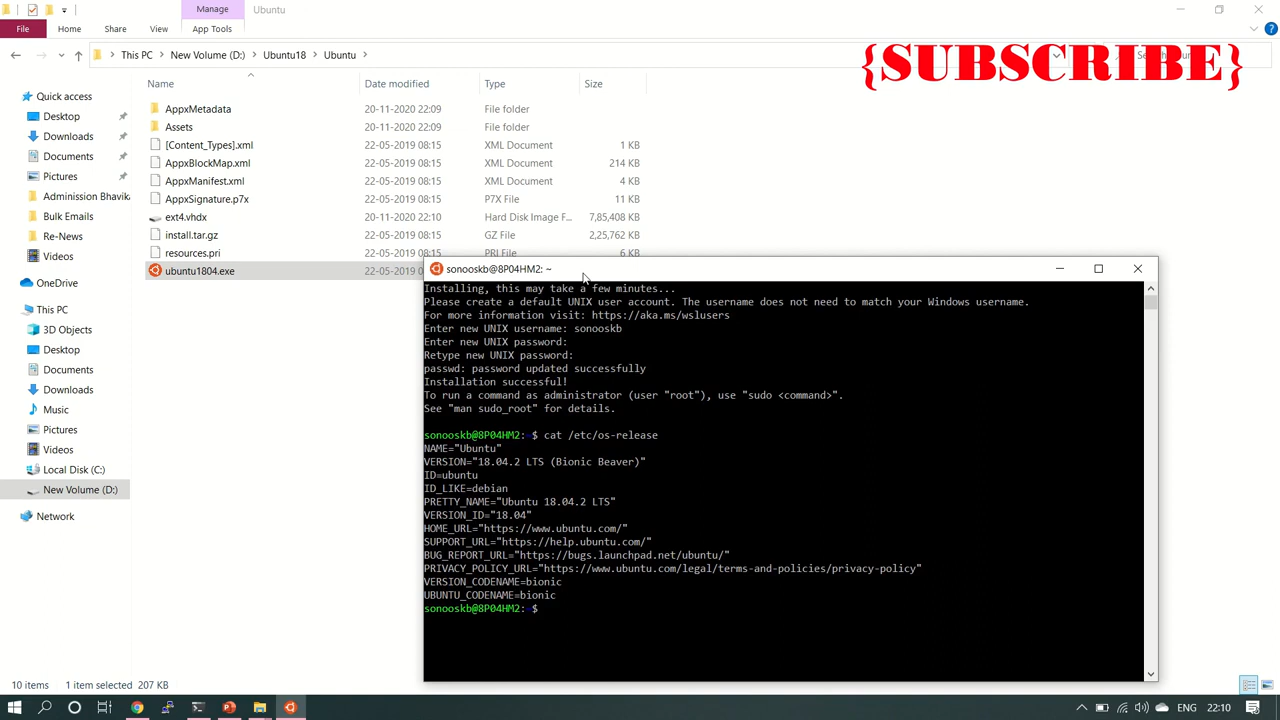 Manage
Ubuntu
File
Home
Share
View
App Tools
This PC > New Volume (D:) > Ubuntu18 > Ubuntu >
{SUBSCRIBE}
Name
Date modified
Type
Size
Quick access
Desktop
Downloads
Documents
Pictures
Adminission Bhavika
Bulk Emails
Re-News
Videos
OneDrive
This PC
3D Objects
Desktop
Documents
Downloads
Music
Pictures
Videos
Local Disk (C:)
New Volume (D:)
Network
AppxMetadata 20-11-2020 22:09 File folder
Assets 20-11-2020 22:09 File folder
[Content_Types].xml 22-05-2019 08:15 XML Document 1 KB
AppxBlockMap.xml 22-05-2019 08:15 XML Document 214 KB
AppxManifest.xml 22-05-2019 08:15 XML Document 4 KB
AppxSignature.p7x 22-05-2019 08:15 P7X File 11 KB
ext4.vhdx 20-11-2020 22:10 Hard Disk Image F... 7,85,408 KB
install.tar.gz 22-05-2019 08:15 GZ File 2,25,762 KB
resources.pri 22-05-2019 08:15 PRI File 6 KB
ubuntu1804.exe 22-05-2019
sonooskb@8P04HM2: ~
Installing, this may take a few minutes...
Please create a default UNIX user account. The username does not need to match your Windows username.
For more information visit: https://aka.ms/wslusers
Enter new UNIX username: sonooskb
Enter new UNIX password:
Retype new UNIX password:
passwd: password updated successfully
Installation successful!
To run a command as administrator (user "root"), use "sudo <command>".
See "man sudo_root" for details.
sonooskb@8P04HM2:~$ cat /etc/os-release
NAME="Ubuntu"
VERSION="18.04.2 LTS (Bionic Beaver)"
ID=ubuntu
ID_LIKE=debian
PRETTY_NAME="Ubuntu 18.04.2 LTS"
VERSION_ID="18.04"
HOME_URL="https://www.ubuntu.com/"
SUPPORT_URL="https://help.ubuntu.com/"
BUG_REPORT_URL="https://bugs.launchpad.net/ubuntu/"
PRIVACY_POLICY_URL="https://www.ubuntu.com/legal/terms-and-policies/privacy-policy"
VERSION_CODENAME=bionic
UBUNTU_CODENAME=bionic
sonooskb@8P04HM2:~$
10 items
1 item selected 207 KB
ENG
22:10